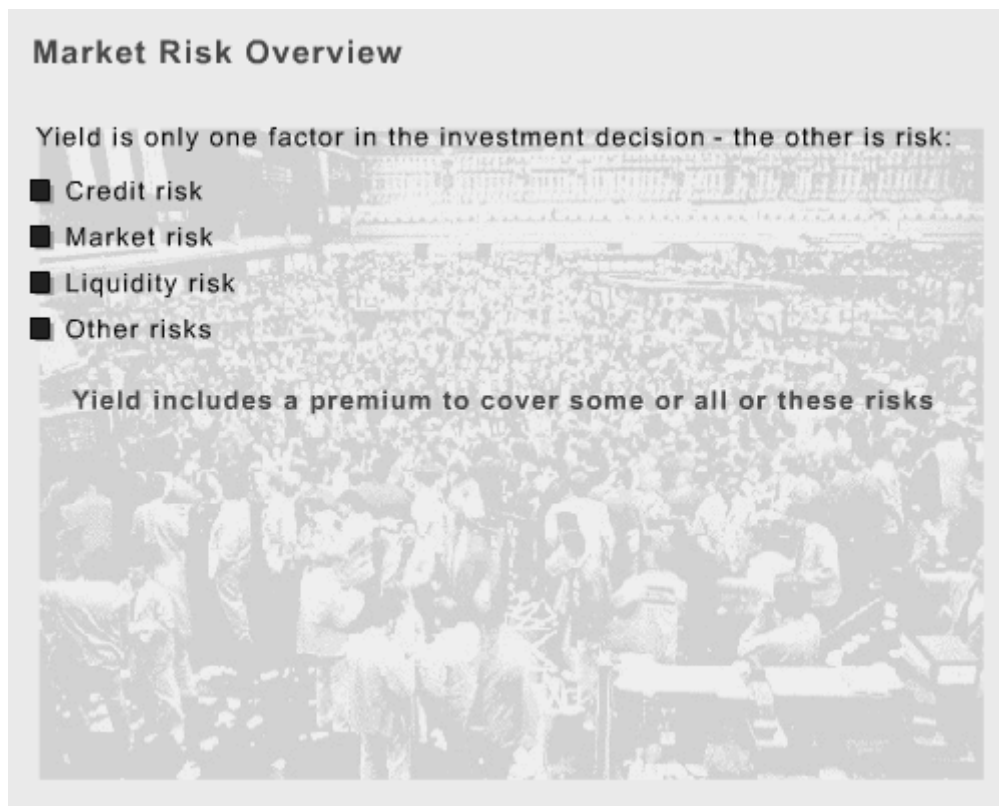 Market Risk Overview
Yield is only one factor in the investment decision - the other is risk:
Credit risk
Market risk
Liquidity risk
Other risks
Yield includes a premium to cover some or all or these risks